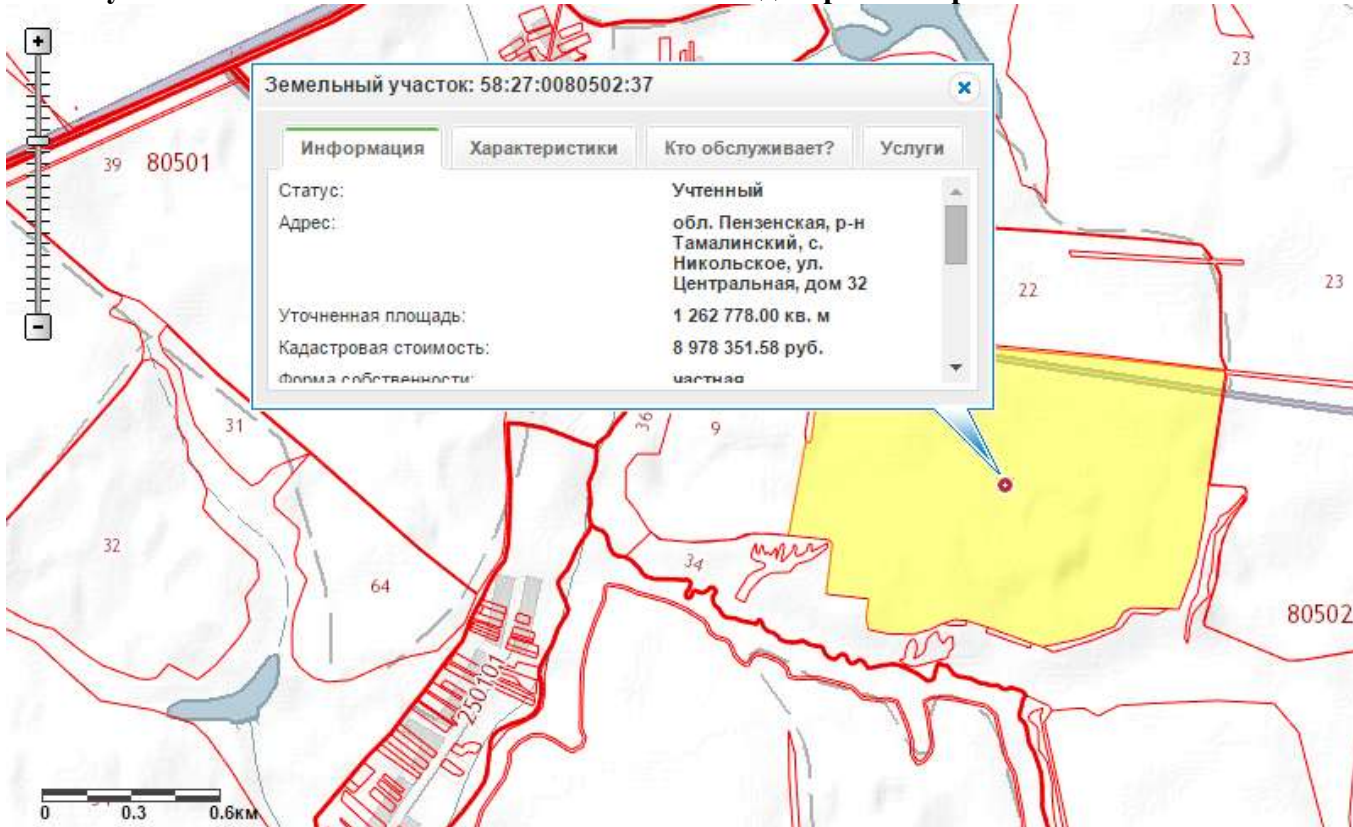 Земельный участок: 58:27:0080502:37
Информация Характеристики Кто обслуживает? Услуги
Статус: Учтенный
Адрес: обл. Пензенская, р-н
Тамалинский, с.
Никольское, ул.
Центральная, дом 32
Уточненная площадь: 1 262 778.00 кв. м
Кадастровая стоимость: 8 978 351.58 руб.
Форма собственности: частная
23
39 80501
22 23
31 36 9
32 34
64
80502
250101
0 0.3 0.6км